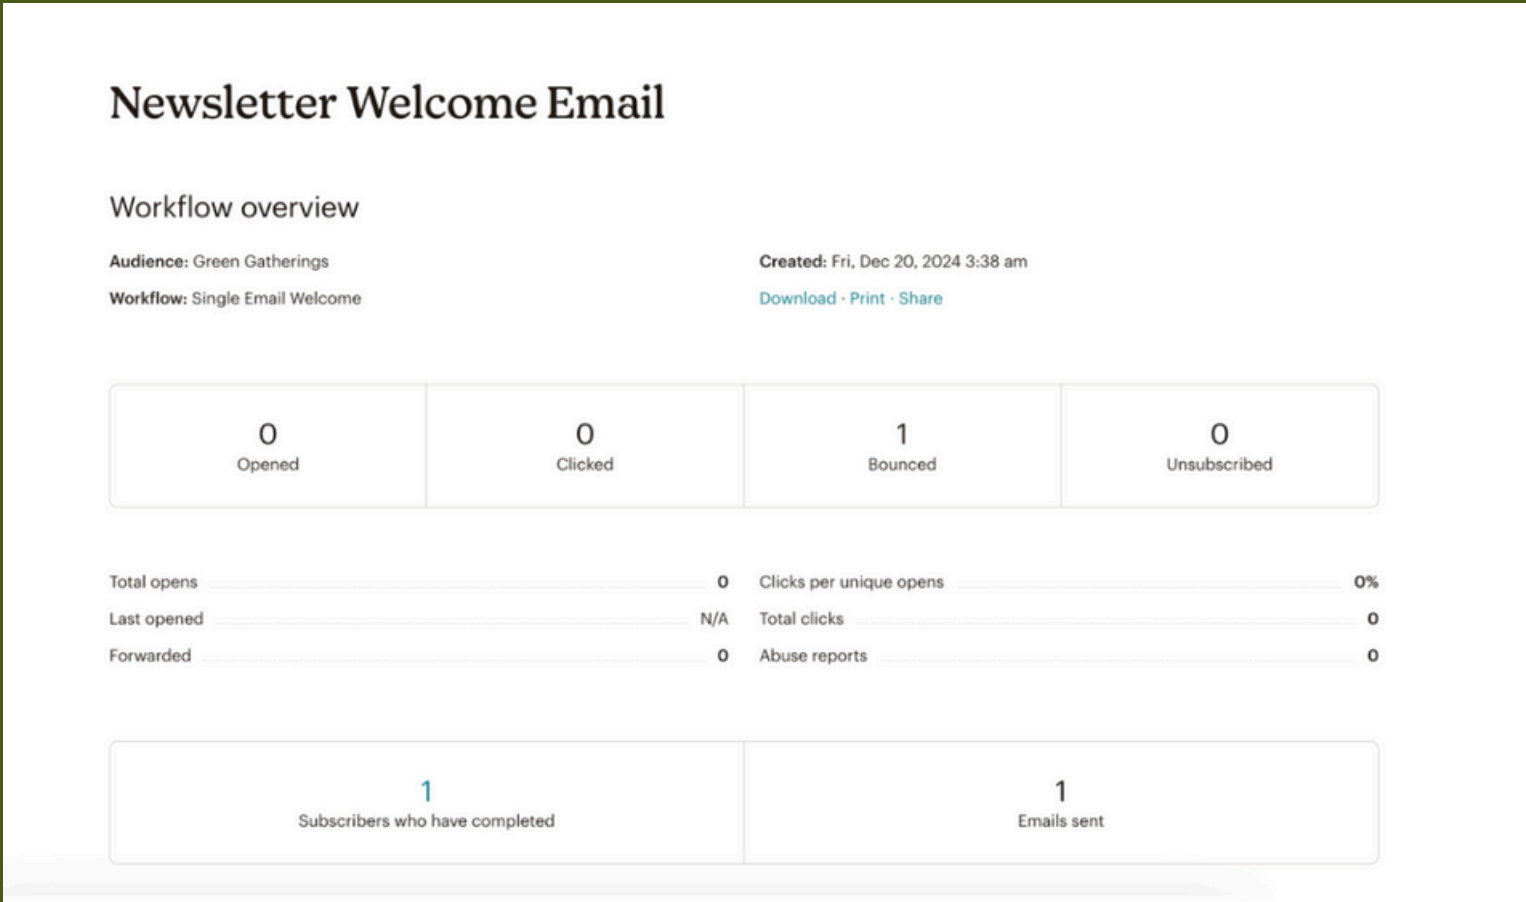 Newsletter Welcome Email
Workflow overview
Audience: Green Gatherings
Created: Fri, Dec 20, 2024 3:38 am
Workflow: Single Email Welcome
Download · Print · Share
0
Opened
0
Clicked
1
Bounced
0
Unsubscribed
Total opens 0
Clicks per unique opens 0%
Last opened N/A
Total clicks 0
Forwarded 0
Abuse reports 0
1
Subscribers who have completed
1
Emails sent